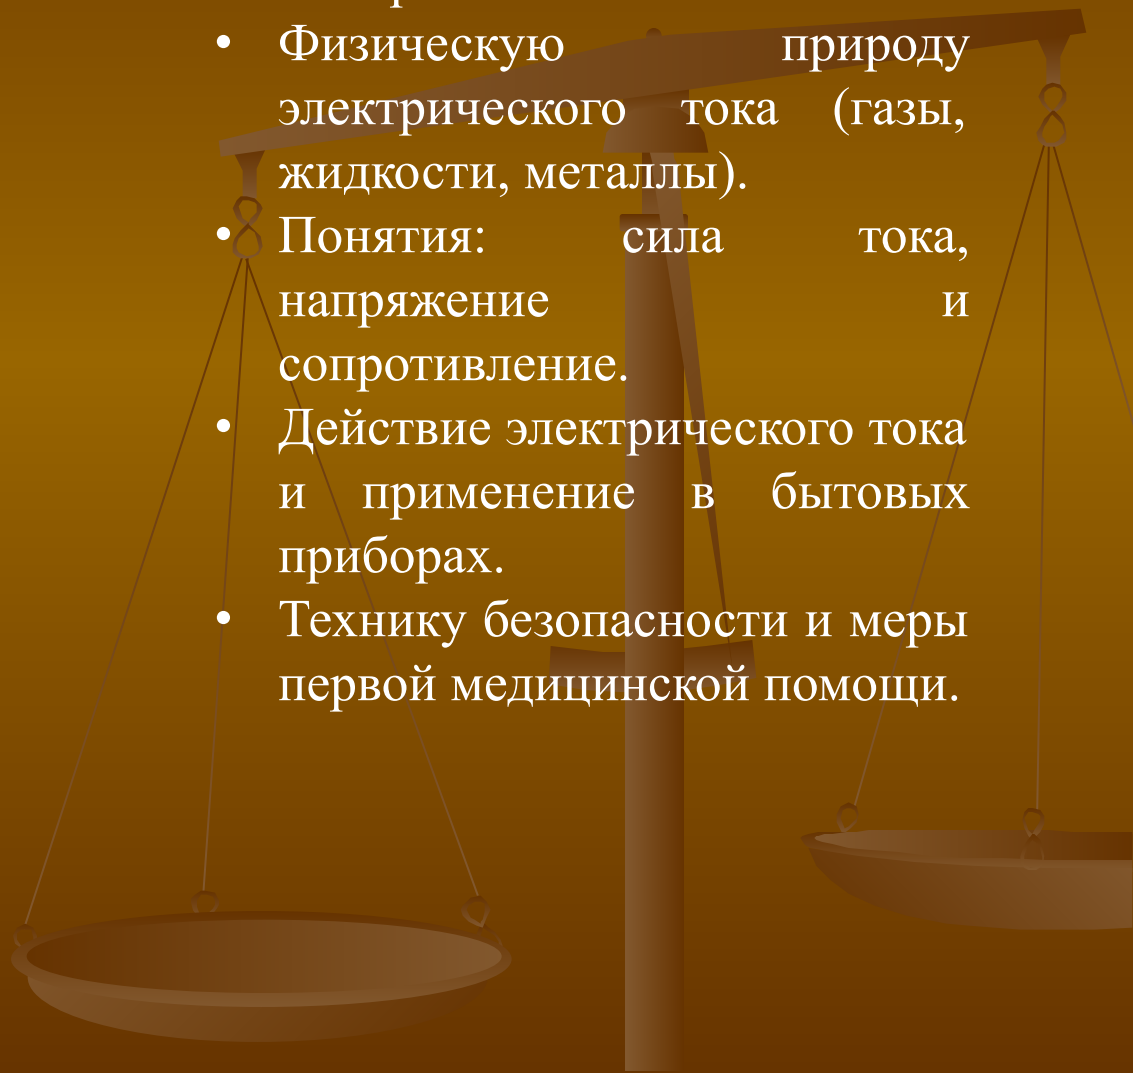 • Физическую природу
электрического тока (газы,
жидкости, металлы).
• Понятия: сила тока,
напряжение и
сопротивление.
• Действие электрического тока
и применение в бытовых
приборах.
• Технику безопасности и меры
первой медицинской помощи.